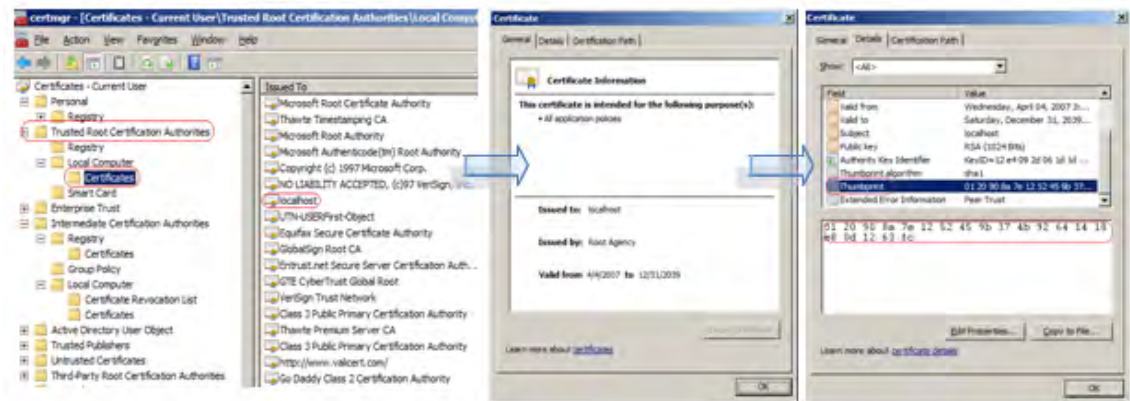 certmgr - [Certificates - Current User\Trusted Root Certification Authorities\Local Comput
File Action View Favorites Window Help
Certificates - Current User
Personal
Registry
Trusted Root Certification Authorities
Registry
Local Computer
Certificates
Smart Card
Enterprise Trust
Intermediate Certification Authorities
Registry
Certificates
Group Policy
Local Computer
Certificate Revocation List
Certificates
Active Directory User Object
Trusted Publishers
Untrusted Certificates
Third-Party Root Certification Authorities
Issued To
Microsoft Root Certificate Authority
Thawte Timestamping CA
Microsoft Root Authority
Microsoft Authenticode(tm) Root Authority
Copyright (c) 1997 Microsoft Corp.
NO LIABILITY ACCEPTED, (c)97 VeriSign, Inc.
localhost
UTN-USERFirst-Object
Equifax Secure Certificate Authority
GlobalSign Root CA
Entrust.net Secure Server Certification Auth...
GTE CyberTrust Global Root
VeriSign Trust Network
Class 3 Public Primary Certification Authority
Thawte Premium Server CA
Class 3 Public Primary Certification Authority
http://www.valicert.com/
Go Daddy Class 2 Certification Authority
Certificate
General Details Certification Path
Certificate Information
This certificate is intended for the following purpose(s):
• All application policies
Issued to: localhost
Issued by: Root Agency
Valid from 4/4/2007 to 12/31/2039
Learn more about certificates
OK
Certificate
General Details Certification Path
Show: <All>
Field Value
Valid from Wednesday, April 04, 2007
Valid to Saturday, December 31, 2039...
Subject localhost
Public key RSA (1024 Bits)
Authority Key Identifier KeyID=12 e4 09 2d 06 1d 1d ...
Thumbprint algorithm sha1
Thumbprint 01 20 90 8a 7e 12 52 45 9b 37...
Extended Error Information Peer Trust
01 20 90 8a 7e 12 52 45 9b 37 4b 92 64 14 18
e8 0d 12 63 fc
Edit Properties... Copy to File...
Learn more about certificate details
OK